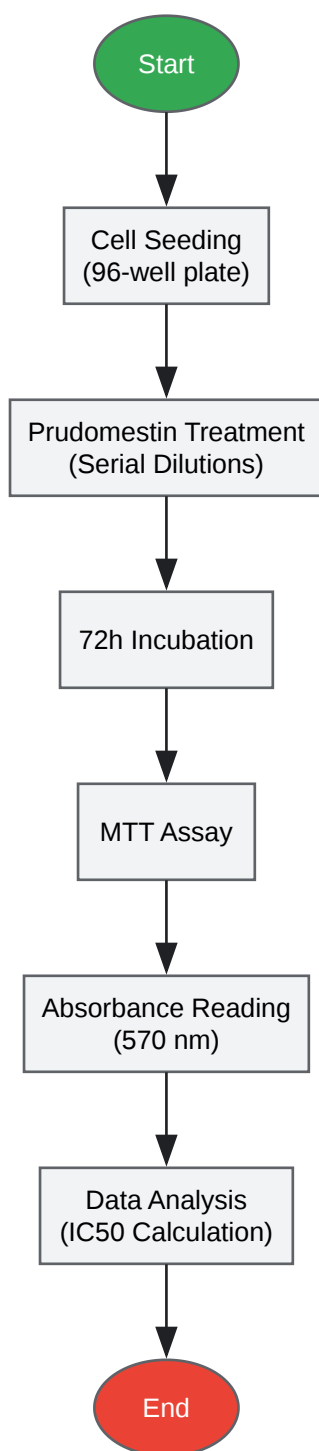 Start
Cell Seeding
(96-well plate)
Prudomestin Treatment
(Serial Dilutions)
72h Incubation
MTT Assay
Absorbance Reading
(570 nm)
Data Analysis
(IC50 Calculation)
End